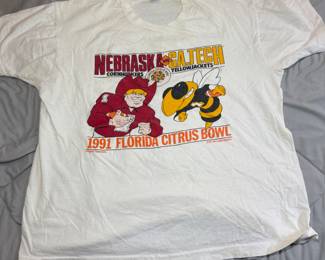 NEBRASKA GA.TECH
CORNHUSKERS YELLOWJACKETS
1991 FLORIDA CITRUS BOWL